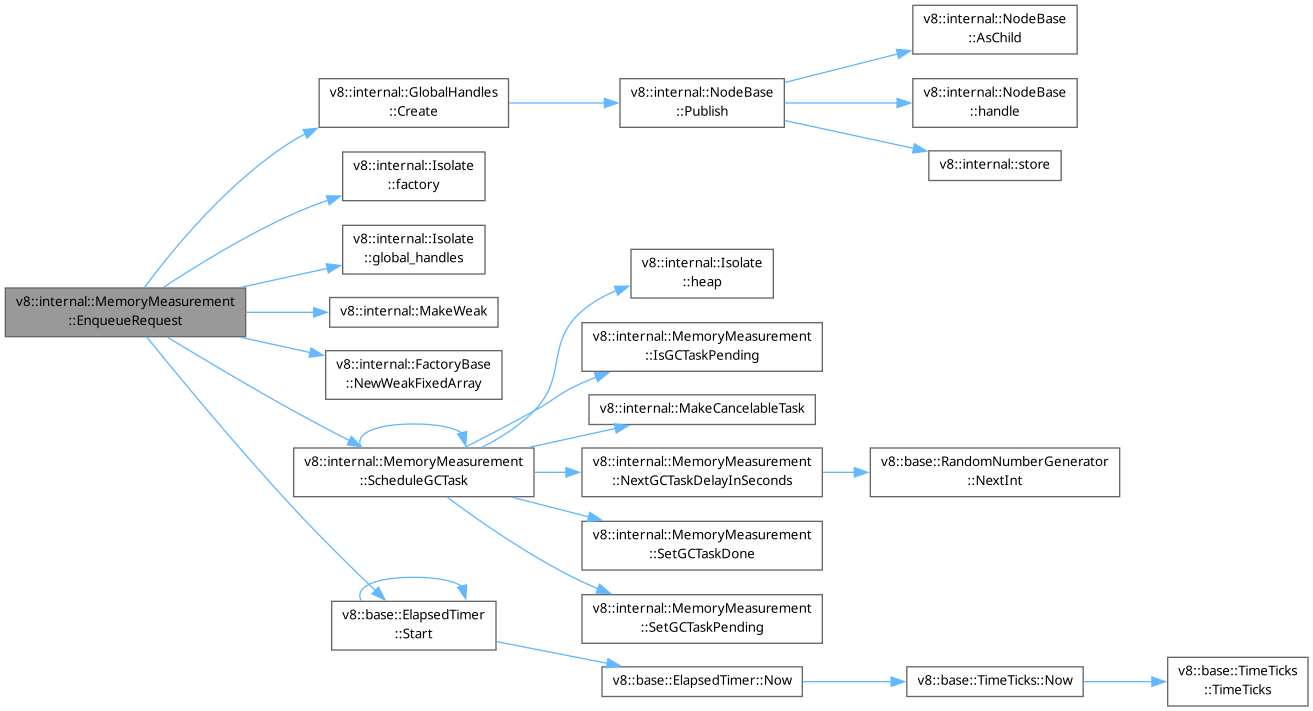 v8::internal::MemoryMeasurement
::EnqueueRequest
v8::internal::GlobalHandles
::Create
v8::internal::NodeBase
::Publish
v8::internal::NodeBase
::AsChild
v8::internal::NodeBase
::handle
v8::internal::store
v8::internal::Isolate
::factory
v8::internal::Isolate
::global_handles
v8::internal::MakeWeak
v8::internal::FactoryBase
::NewWeakFixedArray
v8::internal::MemoryMeasurement
::ScheduleGCTask
v8::internal::Isolate
::heap
v8::internal::MemoryMeasurement
::IsGCTaskPending
v8::internal::MakeCancelableTask
v8::internal::MemoryMeasurement
::NextGCTaskDelayInSeconds
v8::base::RandomNumberGenerator
::NextInt
v8::internal::MemoryMeasurement
::SetGCTaskDone
v8::internal::MemoryMeasurement
::SetGCTaskPending
v8::base::ElapsedTimer
::Start
v8::base::ElapsedTimer::Now
v8::base::TimeTicks::Now
v8::base::TimeTicks
::TimeTicks